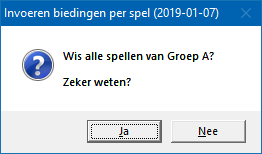 Invoeren biedingen per spel (2019-01-07)
Wis alle spellen van Groep A?
Zeker weten?
Ja
Nee